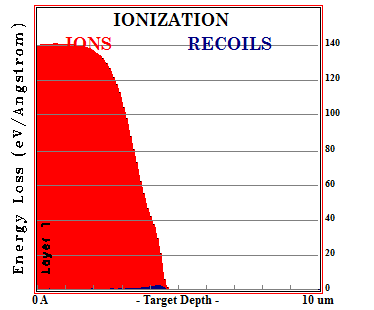 IONIZATION
IONS RECOILS
Energy Loss (eV/Angstrom)
140
120
100
80
60
40
20
0
Layer 1
0 A - Target Depth - 10 um